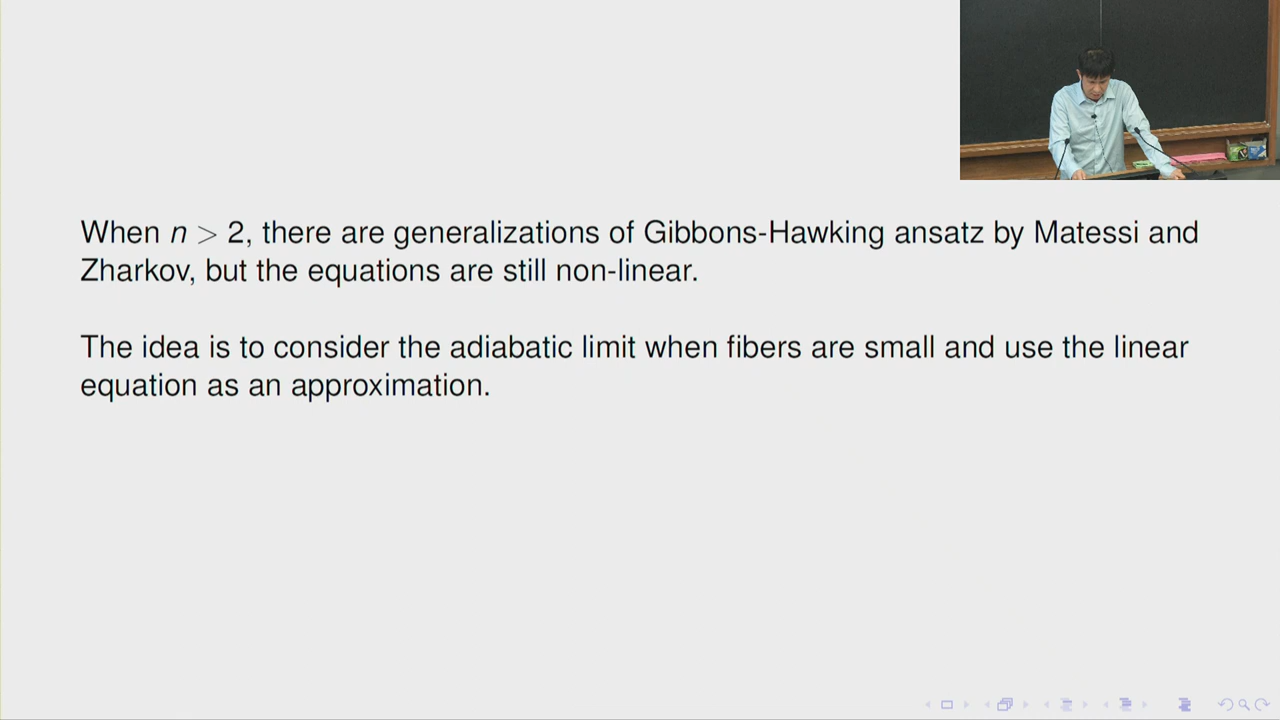 When n > 2, there are generalizations of Gibbons-Hawking ansatz by Matessi and
Zharkov, but the equations are still non-linear.
The idea is to consider the adiabatic limit when fibers are small and use the linear
equation as an approximation.